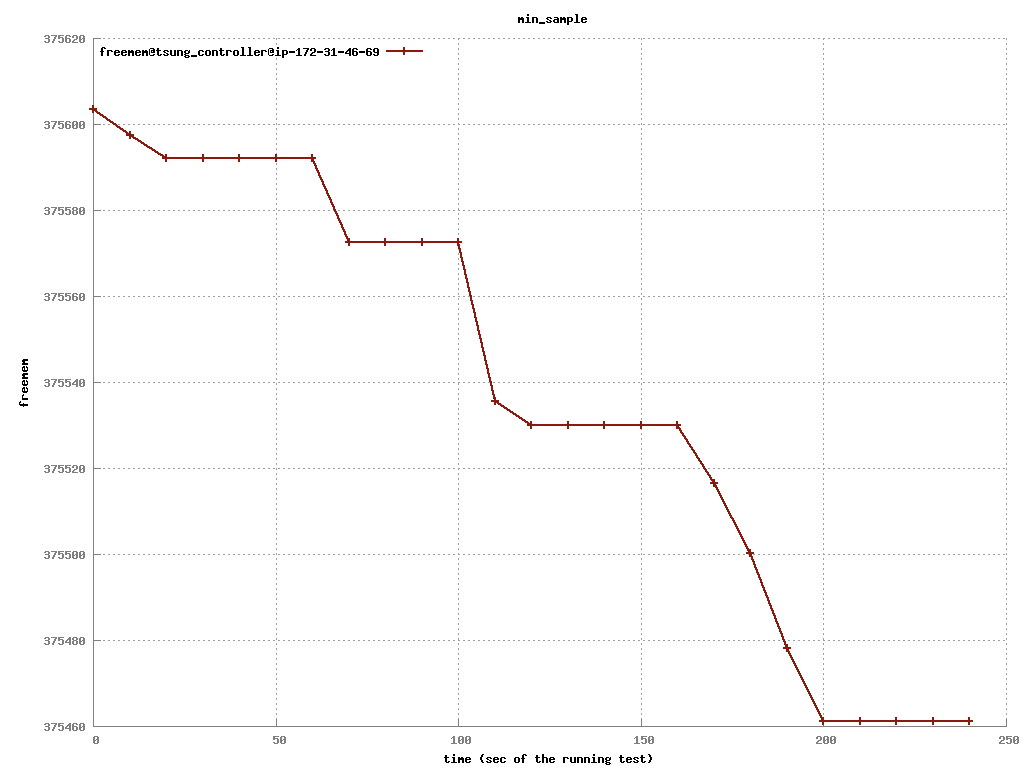 min_sample
375620
freemem@tsung_controller@ip-172-31-46-69
375600
375580
375560
freemem
375540
375520
375500
375480
375460
0 50 100 150 200 250
time (sec of the running test)